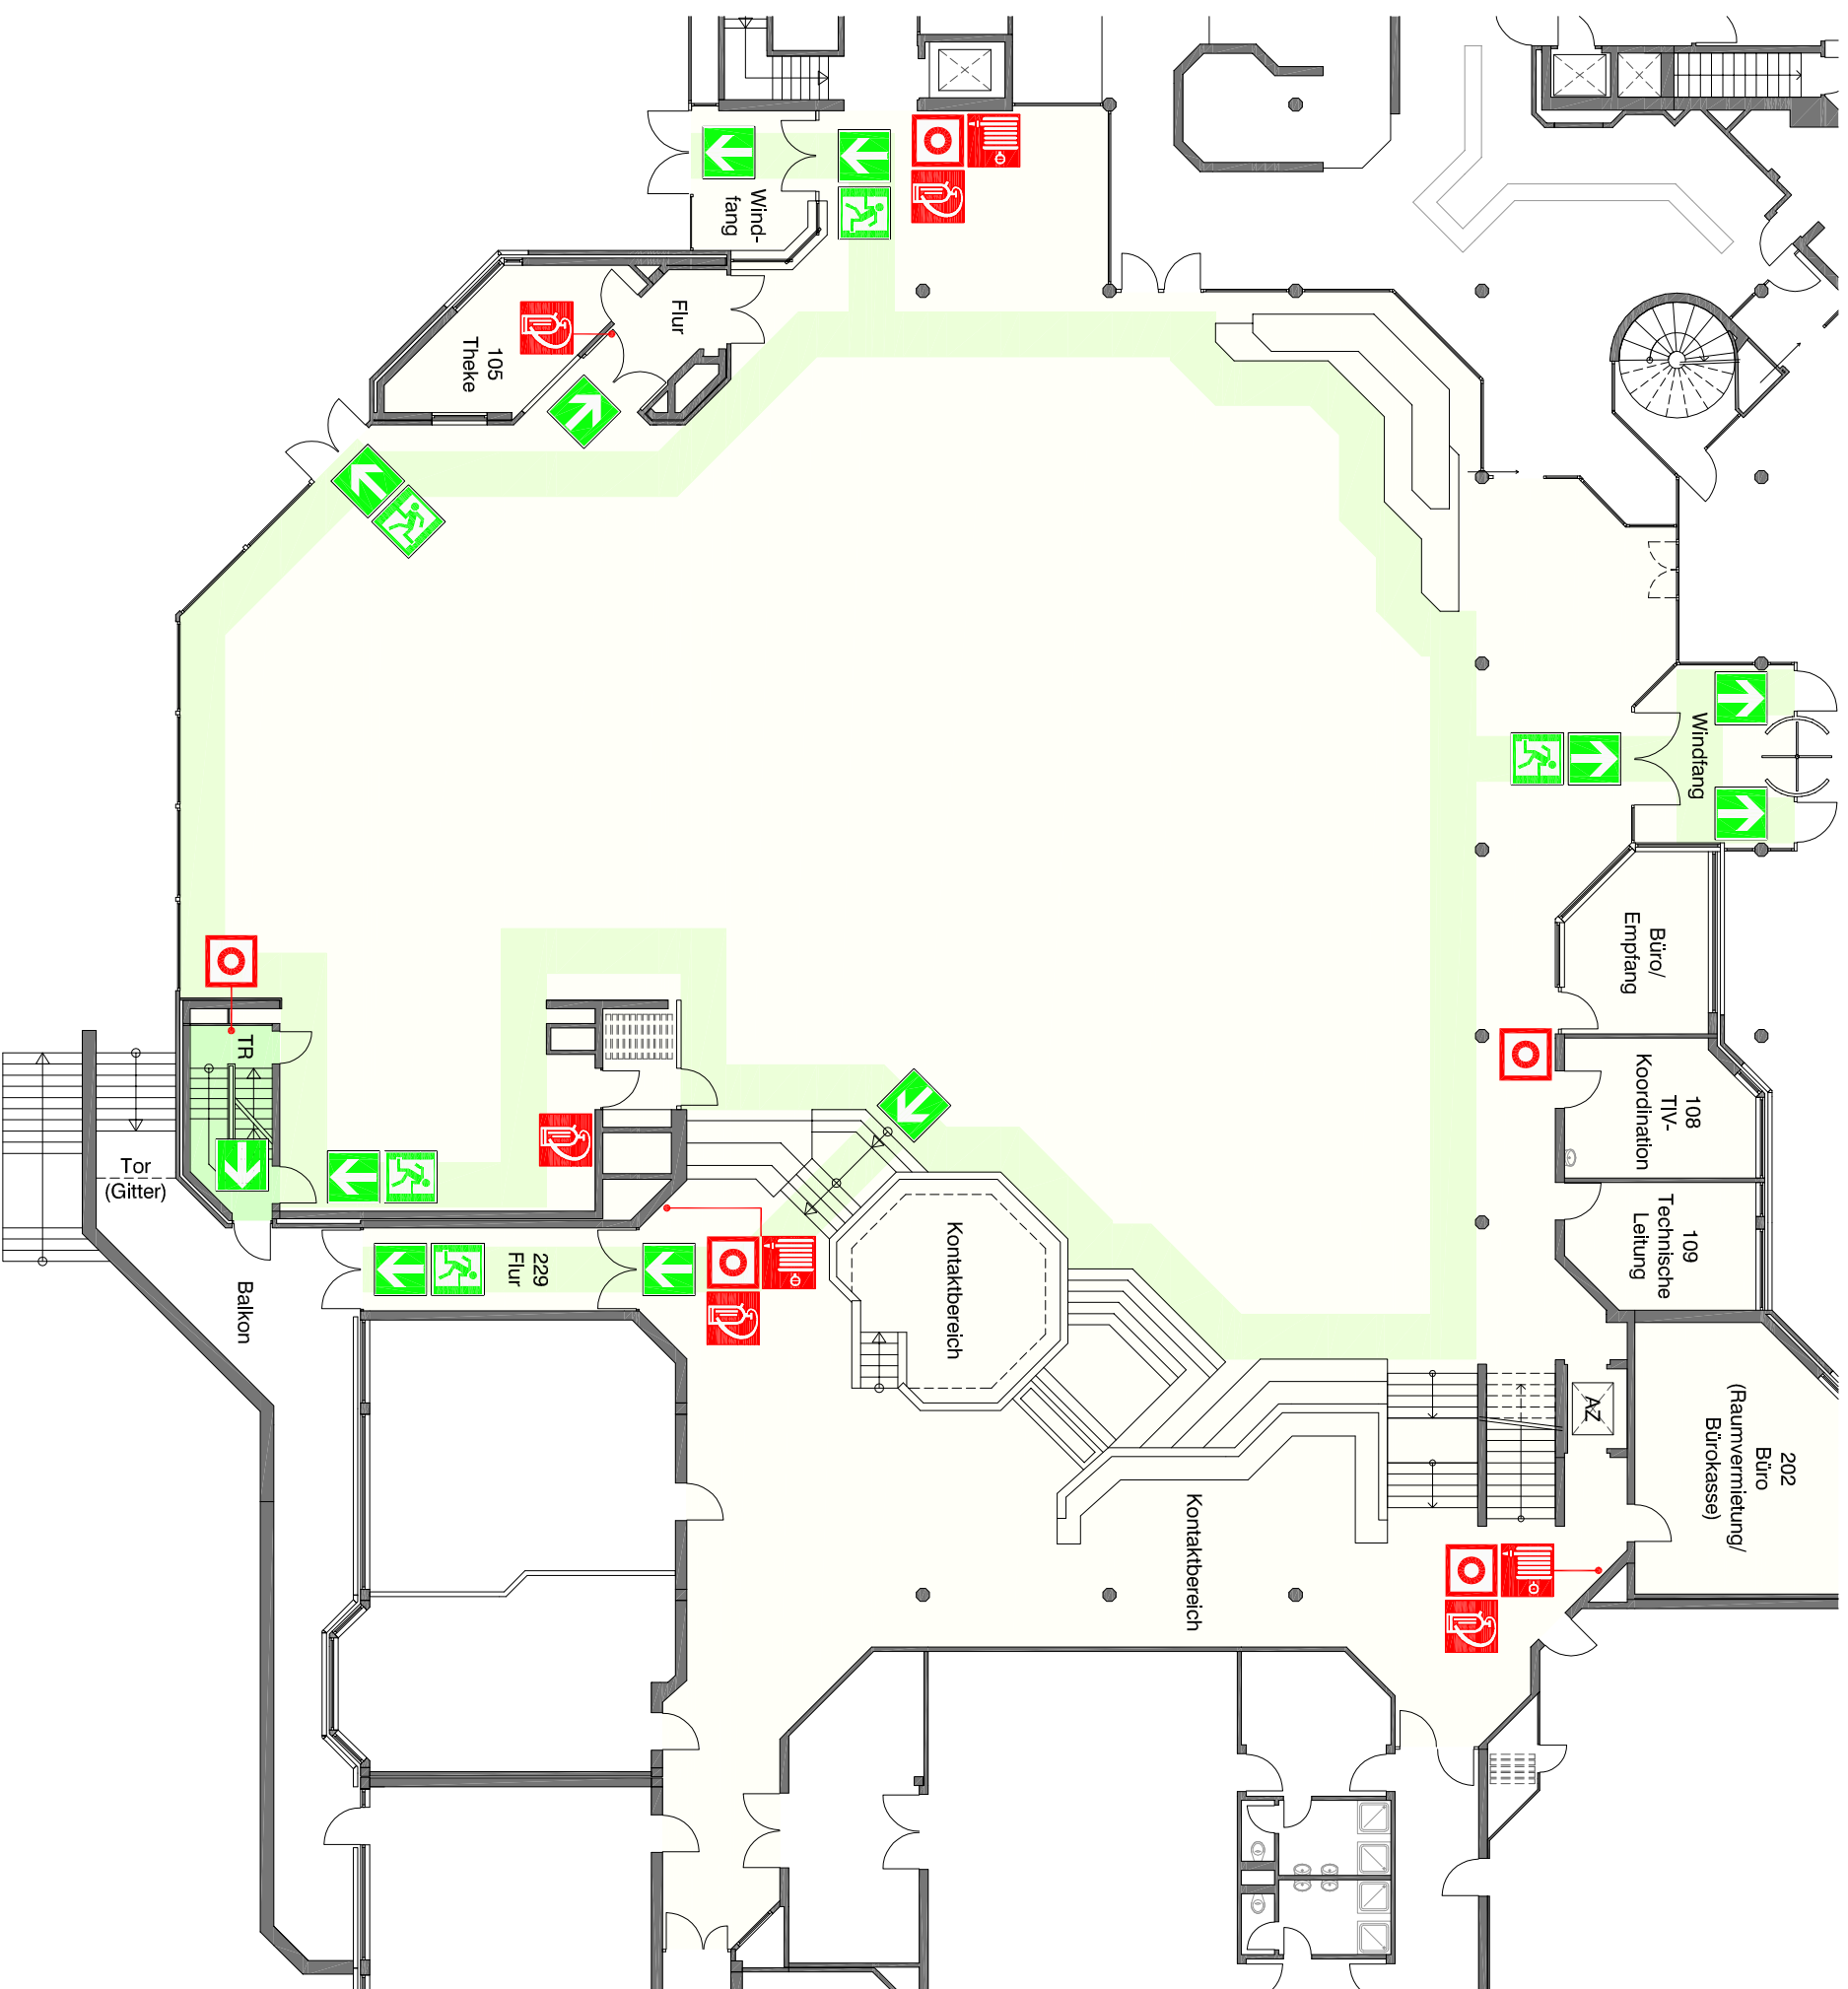 Wind-
fang
Flur
105
Theke
Windfang
Büro/
Empfang
108
TIV-
Koordination
109
Technische
Leitung
TR
Tor
(Gitter)
Balkon
229
Flur
Kontaktbereich
AZ
202
Büro
(Raumvermietung/
Bürokasse)
Kontaktbereich